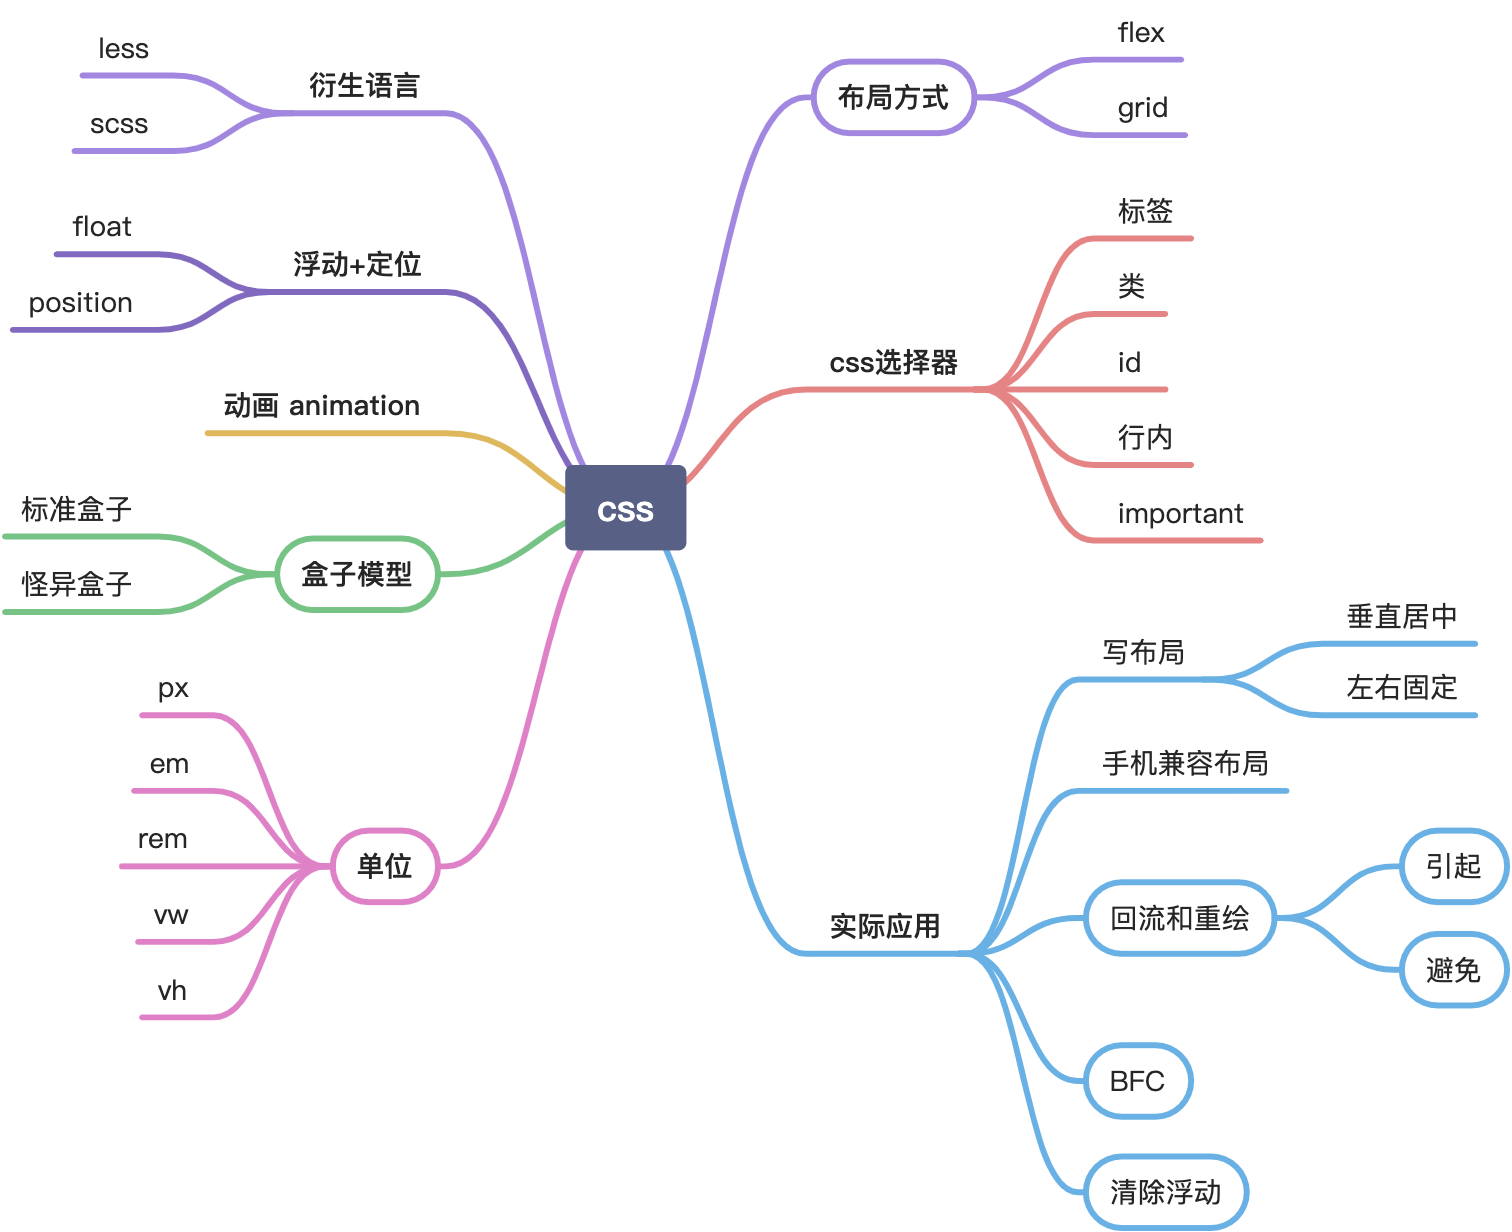 CSS
布局方式
flex
grid
css选择器
标签
类
id
行内
important
实际应用
写布局
垂直居中
左右固定
手机兼容布局
回流和重绘
引起
避免
BFC
清除浮动
衍生语言
less
scss
浮动+定位
float
position
动画 animation
盒子模型
标准盒子
怪异盒子
单位
px
em
rem
vw
vh